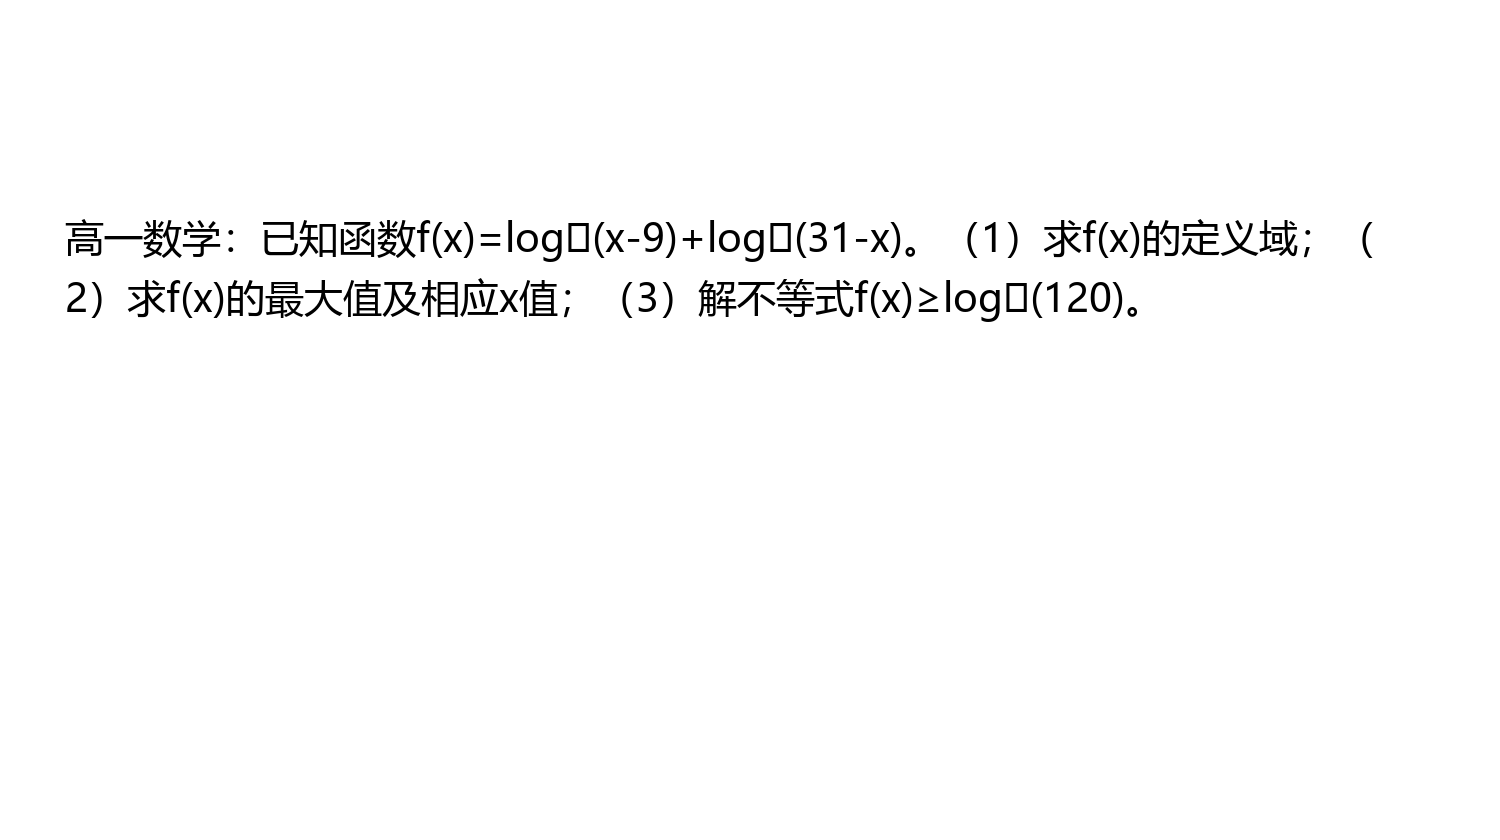 高一数学：已知函数f(x)=log▯(x-9)+log▯(31-x)。（1）求f(x)的定义域；（
2）求f(x)的最大值及相应x值；（3）解不等式f(x)≥log▯(120)。